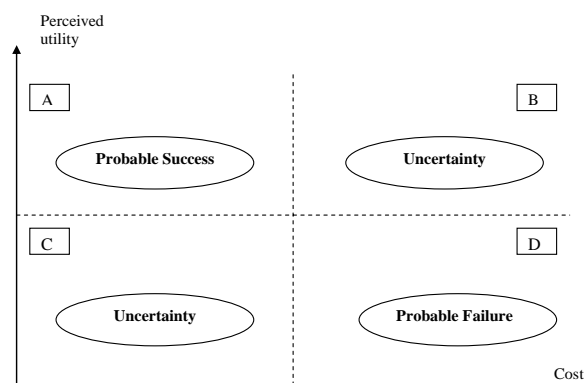 Perceived
utility
A
B
Probable Success
Uncertainty
C
D
Uncertainty
Probable Failure
Cost